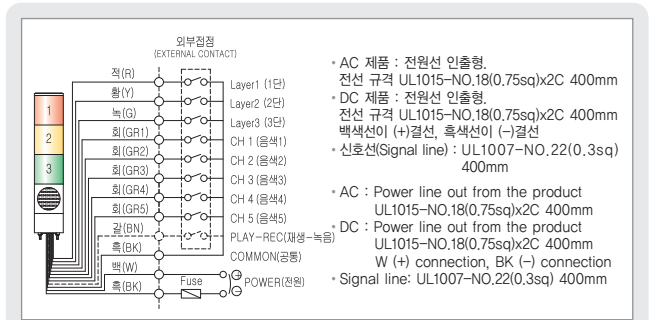 외부접점
(EXTERNAL CONTACT)
적(R)
Layer1 (1단)
황(Y)
Layer2 (2단)
녹(G)
Layer3 (3단)
회(GR1)
CH 1 (음색1)
회(GR2)
CH 2 (음색2)
회(GR3)
CH 3 (음색3)
회(GR4)
CH 4 (음색4)
회(GR5)
CH 5 (음색5)
갈(BN)
PLAY-REC(재생-녹음)
흑(BK)
COMMON(공통)
백(W)
흑(BK)
Fuse
POWER(전원)
1
2
3
• AC 제품 : 전원선 인출형.
전선 규격 UL1015-NO.18(0.75sq)x2C 400mm
• DC 제품 : 전원선 인출형.
전선 규격 UL1015-NO.18(0.75sq)x2C 400mm
백색선이 (+)결선, 흑색선이 (-)결선
• 신호선(Signal line) : UL1007-NO.22(0.3sq)
400mm
• AC : Power line out from the product
UL1015-NO.18(0.75sq)x2C 400mm
• DC : Power line out from the product
UL1015-NO.18(0.75sq)x2C 400mm
W (+) connection, BK (-) connection
• Signal line: UL1007-NO.22(0.3sq) 400mm